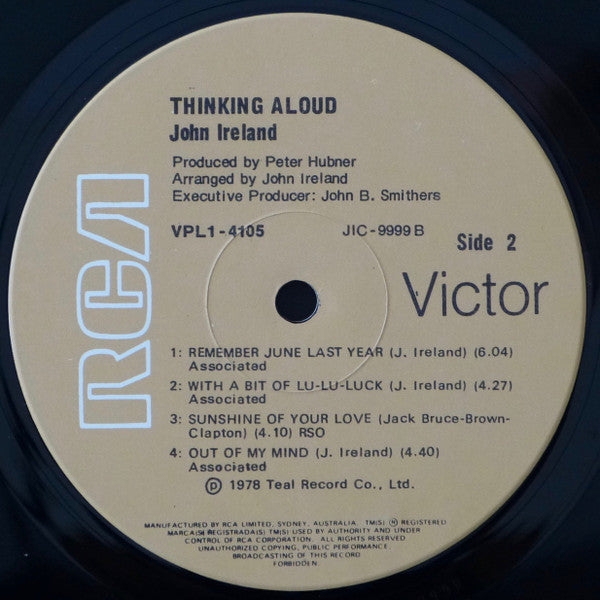 THINKING ALOUD
John Ireland
Produced by Peter Hubner
Arranged by John Ireland
Executive Producer: John B. Smithers
VPL1-4105 JIC-9999 B
Side 2
RCA
Victor
1: REMEMBER JUNE LAST YEAR (J. Ireland) (6.04)
Associated
2: WITH A BIT OF LU-LU-LUCK (J. Ireland) (4.27)
Associated
3: SUNSHINE OF YOUR LOVE (Jack Bruce-Brown-
Clapton) (4.10) RSO
4: OUT OF MY MIND (J. Ireland) (4.40)
Associated
Ⓟ 1978 Teal Record Co., Ltd.
MANUFACTURED BY RCA LIMITED, SYDNEY, AUSTRALIA. TM(S) ® REGISTERED
MARCA(S) REGISTRADA(S) TM(S) USED BY AUTHORITY AND UNDER
CONTROL OF RCA CORPORATION. ALL RIGHTS RESERVED
UNAUTHORIZED COPYING, PUBLIC PERFORMANCE,
BROADCASTING OF THIS RECORD
FORBIDDEN.